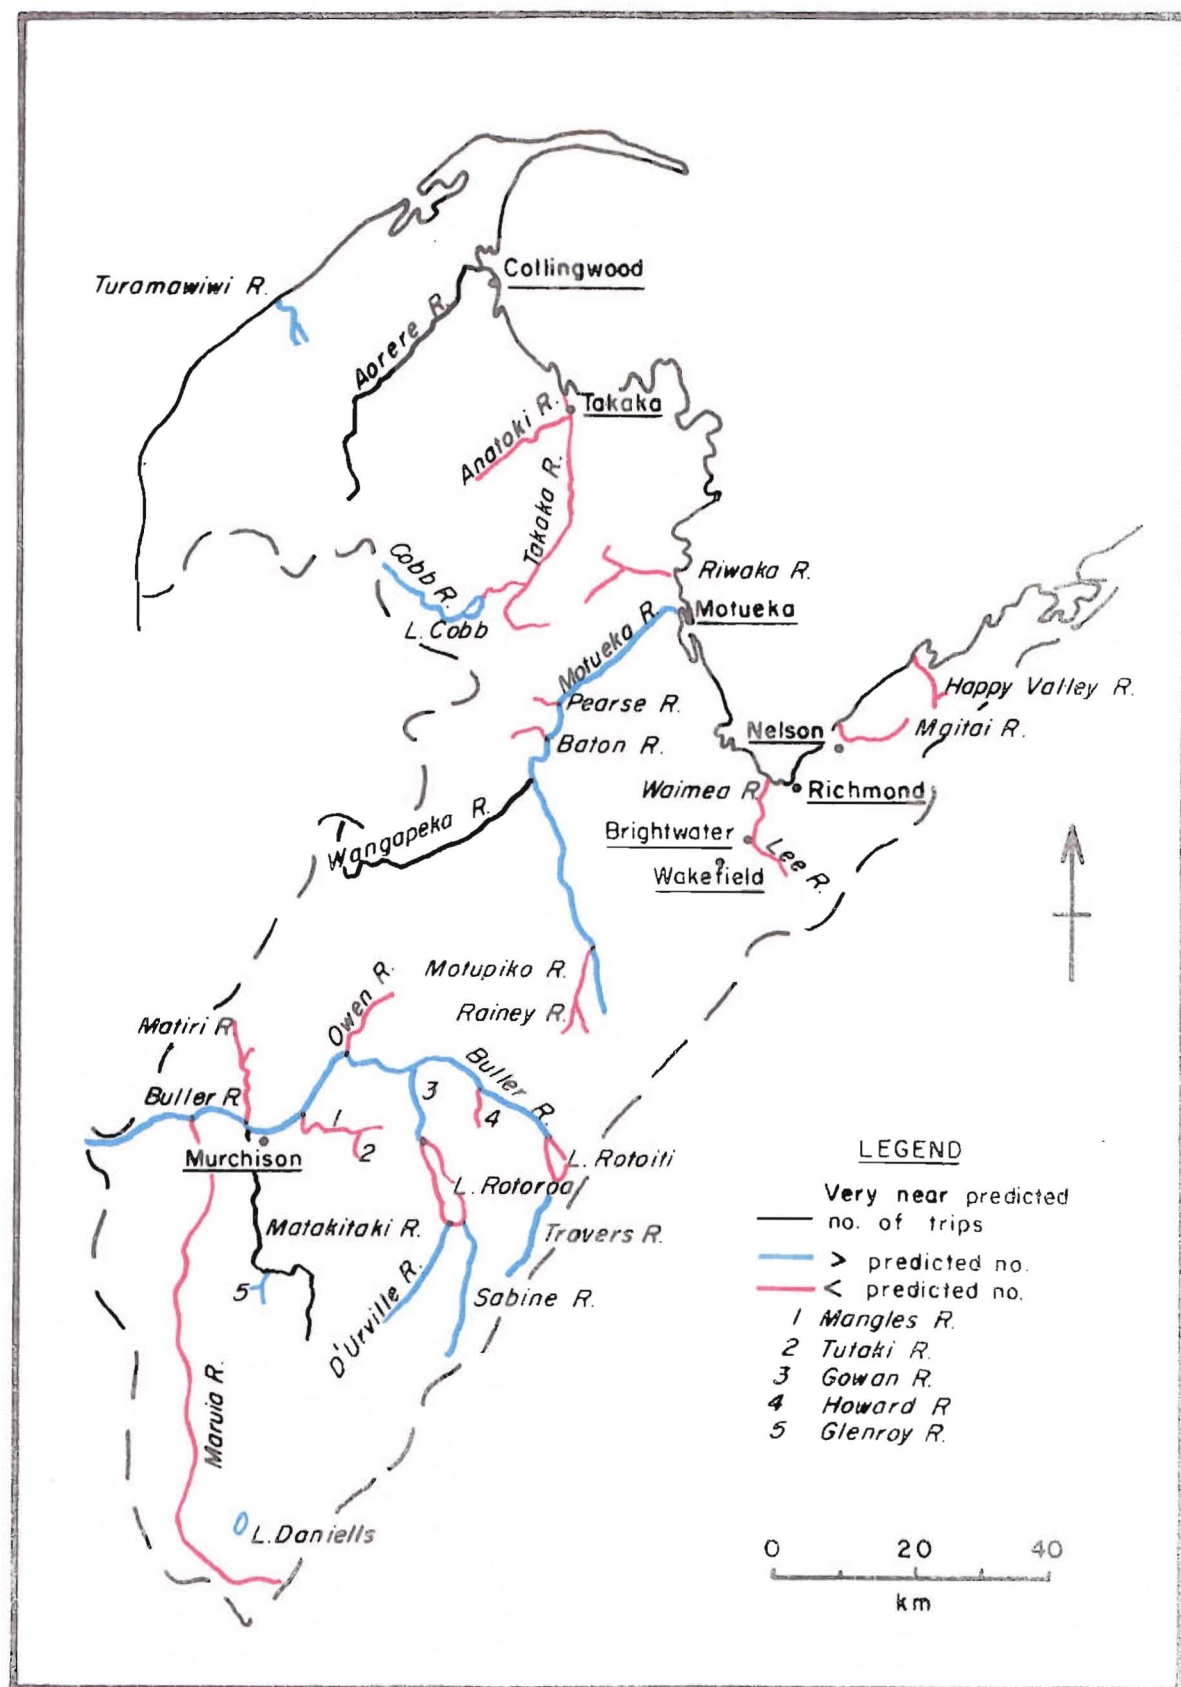 Collingwood
Turamawiwi R.
Aorere R.
Takaka
Anatoki R.
Takaka R.
Cobb R.
L. Cobb
Riwaka R.
Motueka
Motueka R.
Happy Valley R.
Pearse R.
Maitai R.
Nelson
Baton R.
Waimea R
Richmond
Wangapeka R.
Brightwater
Lee R.
Wakefield
Motupiko R.
Owen R.
Rainey R.
Matiri R
Buller R.
Buller R
3
4
1
2
Murchison
L. Rotoiti
L. Rotoroa
Matakitaki R.
Travers R.
5
Sabine R.
D'Urville R.
Maruia R.
L. Daniells
LEGEND
Very near predicted
no. of trips
> predicted no.
< predicted no.
1 Mangles R.
2 Tutaki R.
3 Gowan R.
4 Howard R
5 Glenroy R.
0 20 40
km